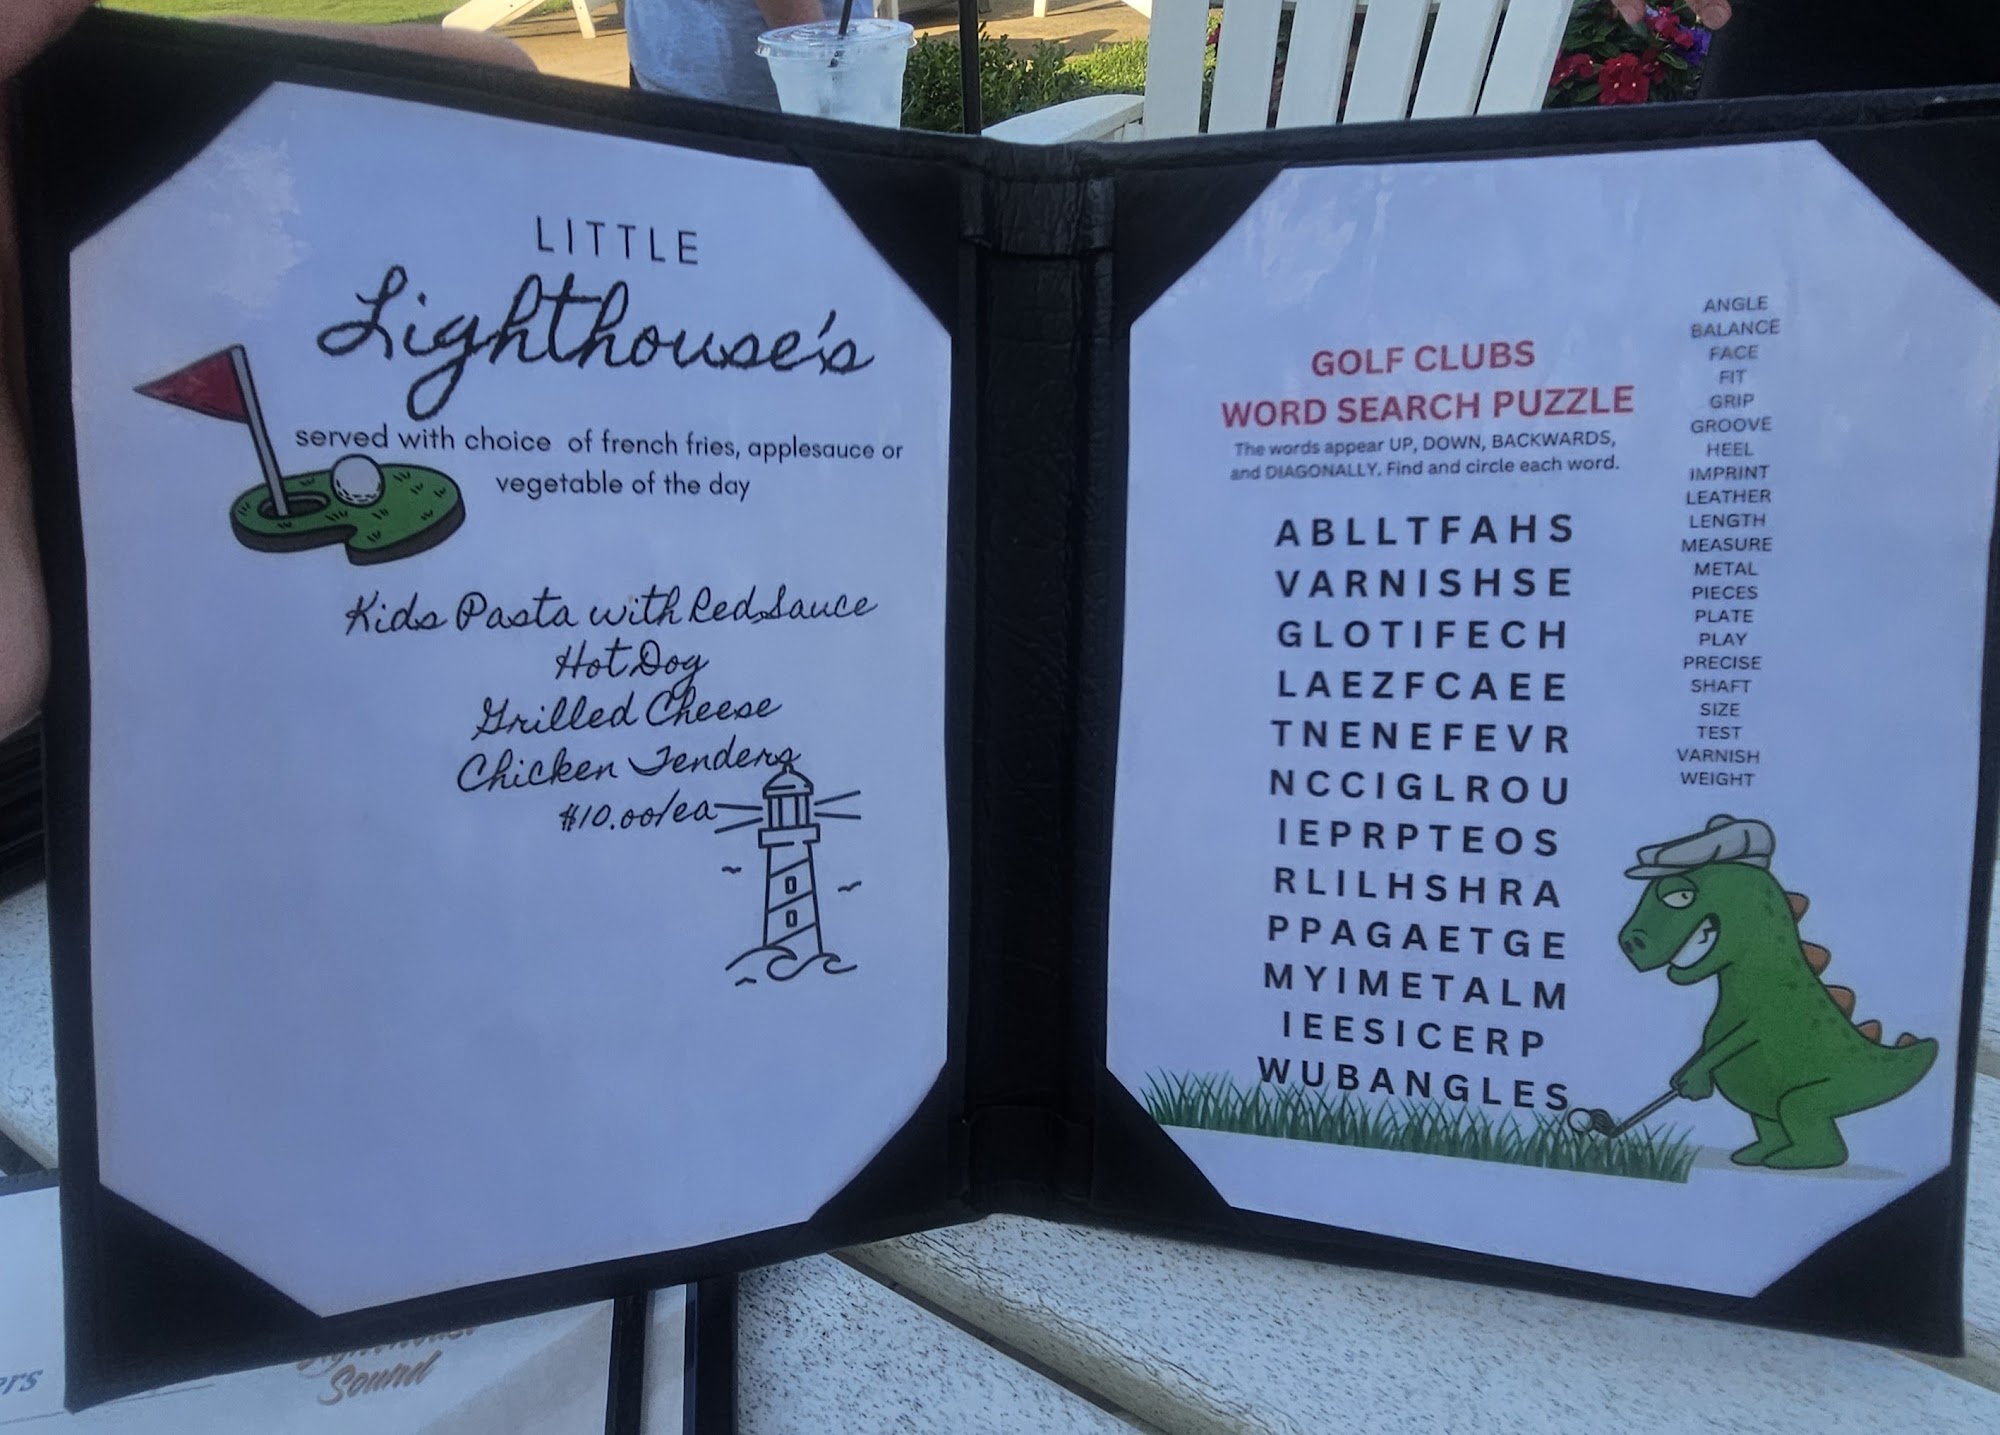 LITTLE
Lighthouse's
served with choice of french fries, applesauce or
vegetable of the day
Kids Pasta with Red Sauce
Hot Dog
Grilled Cheese
Chicken Tenders
$10.00/ea
GOLF CLUBS
WORD SEARCH PUZZLE
The words appear UP, DOWN, BACKWARDS,
and DIAGONALLY. Find and circle each word.
ABLLTFAHS
VARNISHSE
GLOTIFECH
LAEZFCAEE
TNENEFEVR
NCCIGLROU
IEPRPTEOS
RLILHSHRA
PPAGAETGE
MYIMETALM
IEESICERP
WUBANGLES
ANGLE
BALANCE
FACE
FIT
GRIP
GROOVE
HEEL
IMPRINT
LEATHER
LENGTH
MEASURE
METAL
PIECES
PLATE
PLAY
PRECISE
SHAFT
SIZE
TEST
VARNISH
WEIGHT
Sound